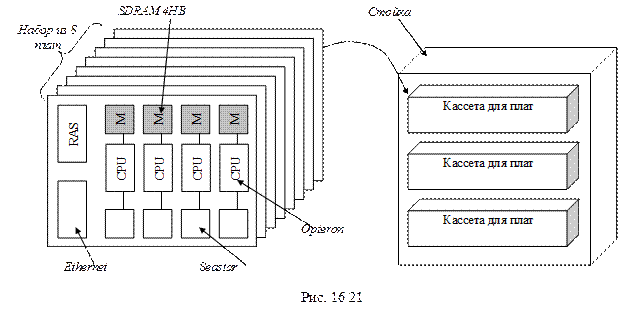 SDRAM 4HB
Набор из 8
плат
Стойка
RAS
M
M
M
M
CPU
CPU
CPU
CPU
Кассета для плат
Кассета для плат
Кассета для плат
Opteron
Ethernet
Seastar
Рис. 16.21